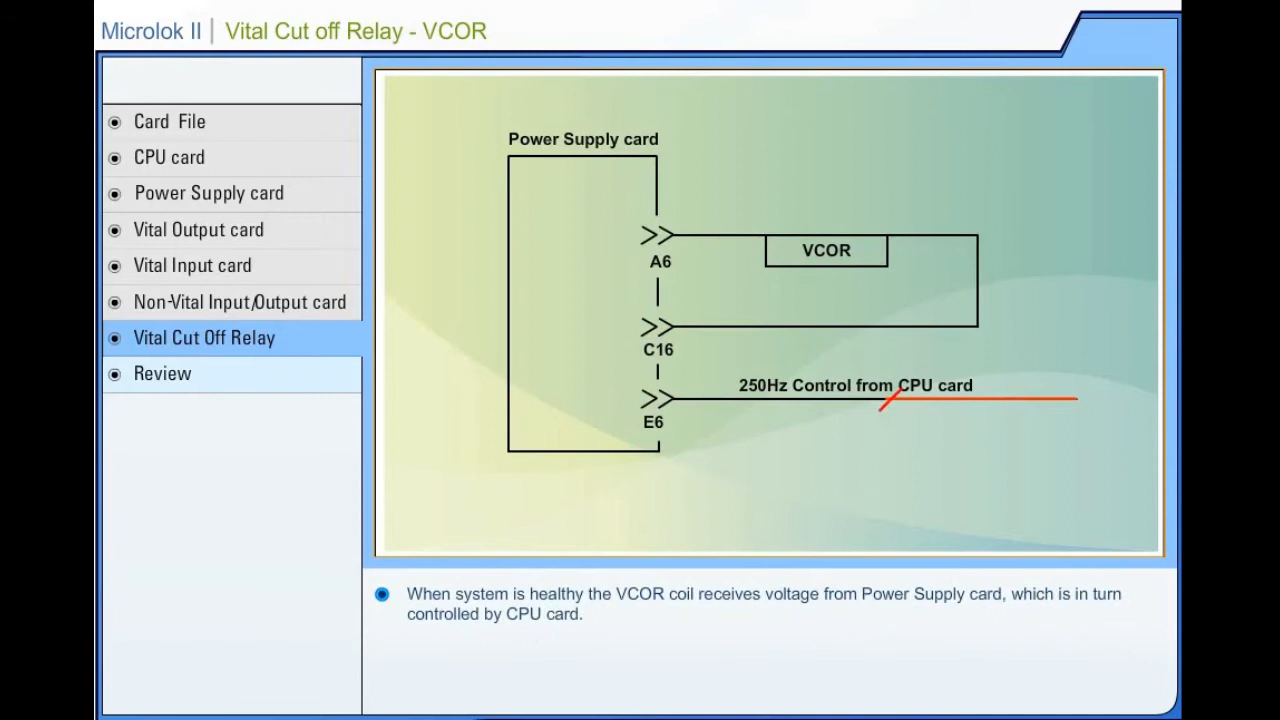 Microlok II | Vital Cut off Relay - VCOR
Card File
CPU card
Power Supply card
Vital Output card
Vital Input card
Non-Vital Input/Output card
Vital Cut Off Relay
Review
Power Supply card
A6
VCOR
C16
250Hz Control from CPU card
E6
When system is healthy the VCOR coil receives voltage from Power Supply card, which is in turn
controlled by CPU card.